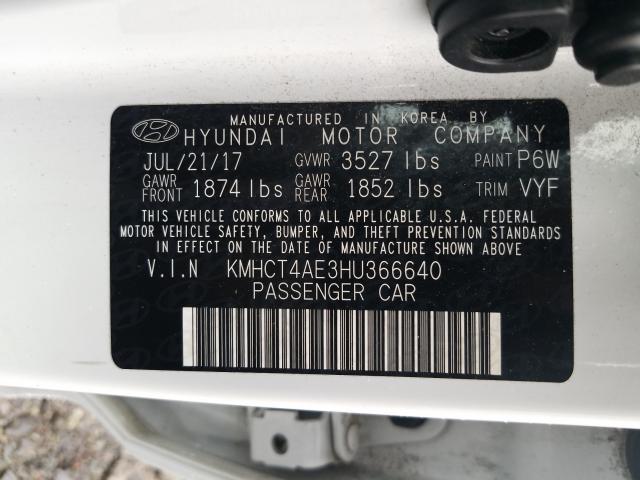 MANUFACTURED IN KOREA BY
HYUNDAI MOTOR COMPANY
JUL/21/17 GVWR 3527 lbs PAINT P6W
GAWR FRONT 1874 lbs GAWR REAR 1852 lbs TRIM VYF
THIS VEHICLE CONFORMS TO ALL APPLICABLE U.S.A. FEDERAL
MOTOR VEHICLE SAFETY, BUMPER, AND THEFT PREVENTION STANDARDS
IN EFFECT ON THE DATE OF MANUFACTURE SHOWN ABOVE
V.I.N KMHCT4AE3HU366640
PASSENGER CAR